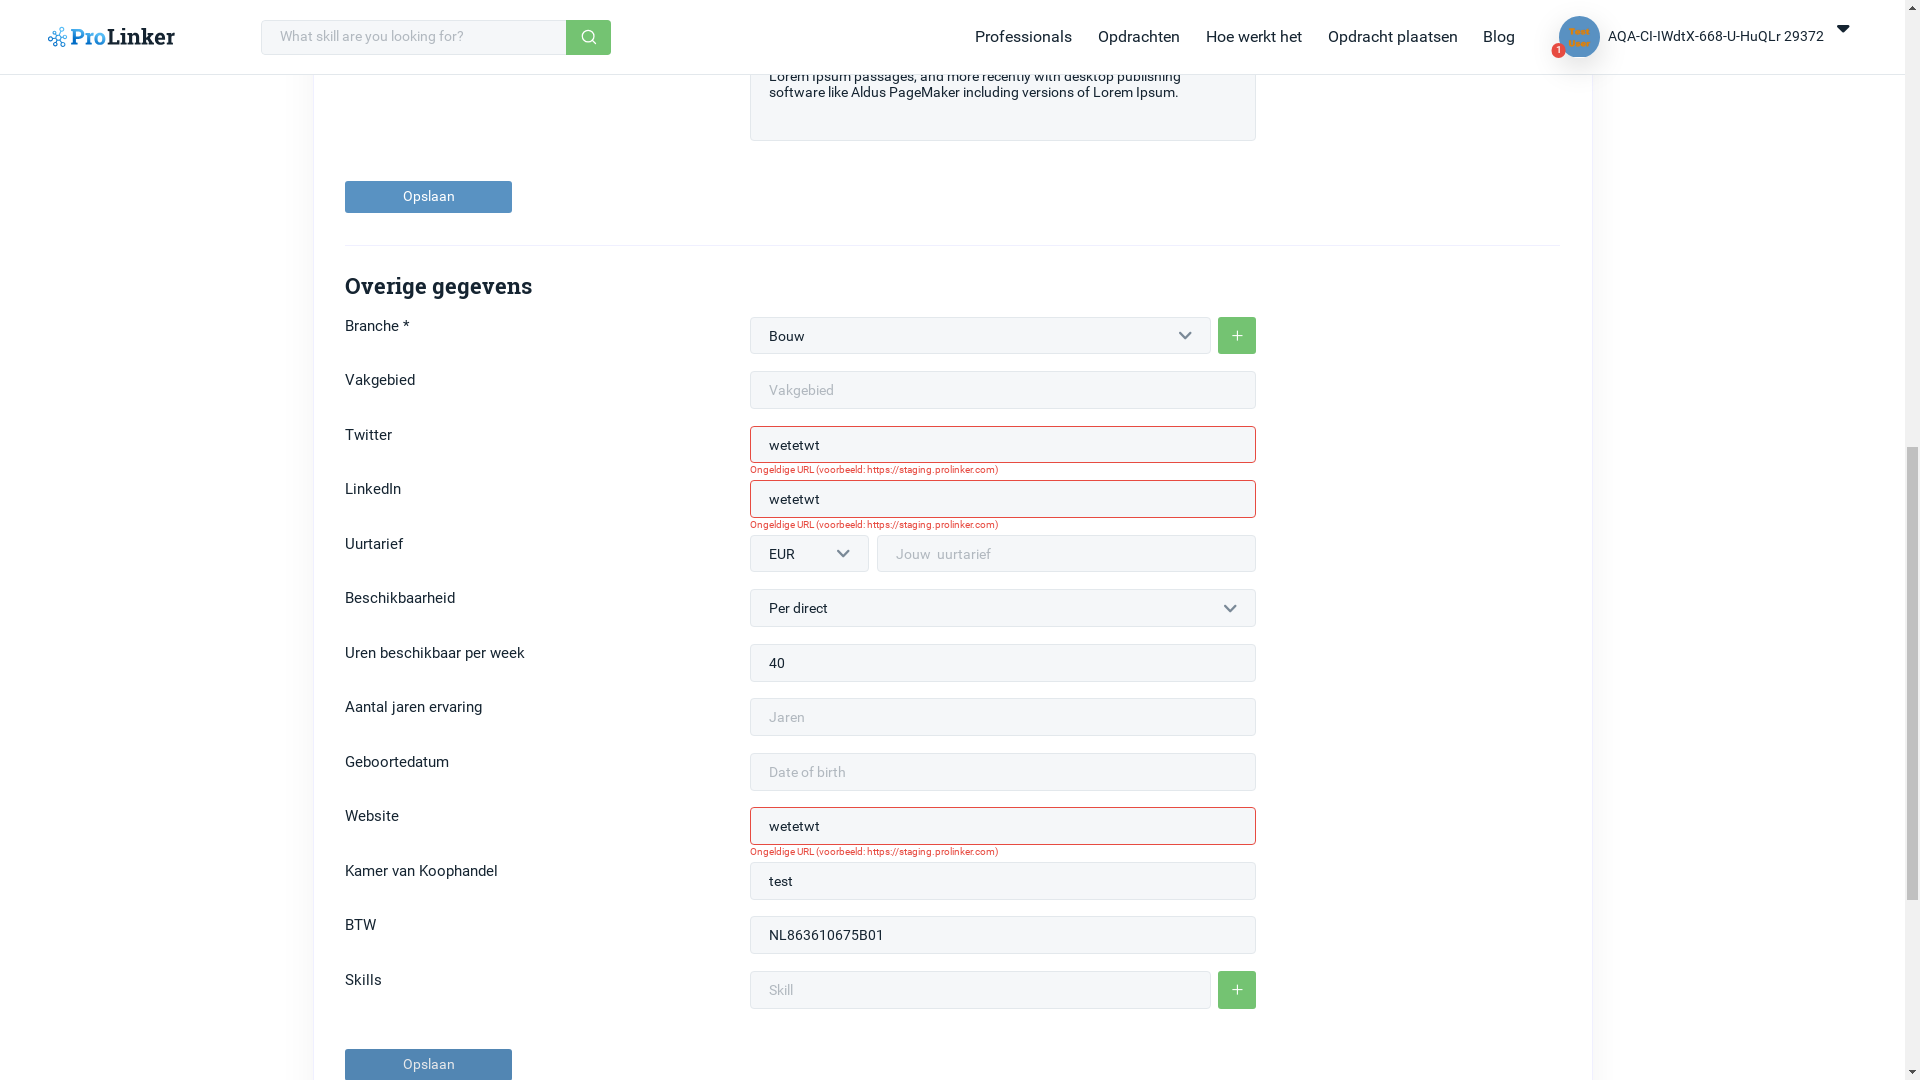 ProLinker
What skill are you looking for?
Professionals
Opdrachten
Hoe werkt het
Opdracht plaatsen
Blog
Test
User
1
AQA-CI-IWdtX-668-U-HuQLr 29372
Lorem Ipsum passages, and more recently with desktop publishing
software like Aldus PageMaker including versions of Lorem Ipsum.
Opslaan
Overige gegevens
Branche *
Bouw
Vakgebied
Vakgebied
Twitter
wetetwt
Ongeldige URL (voorbeeld: https://staging.prolinker.com)
LinkedIn
wetetwt
Ongeldige URL (voorbeeld: https://staging.prolinker.com)
Uurtarief
EUR
Jouw uurtarief
Beschikbaarheid
Per direct
Uren beschikbaar per week
40
Aantal jaren ervaring
Jaren
Geboortedatum
Date of birth
Website
wetetwt
Ongeldige URL (voorbeeld: https://staging.prolinker.com)
Kamer van Koophandel
test
BTW
NL863610675B01
Skills
Skill
Opslaan